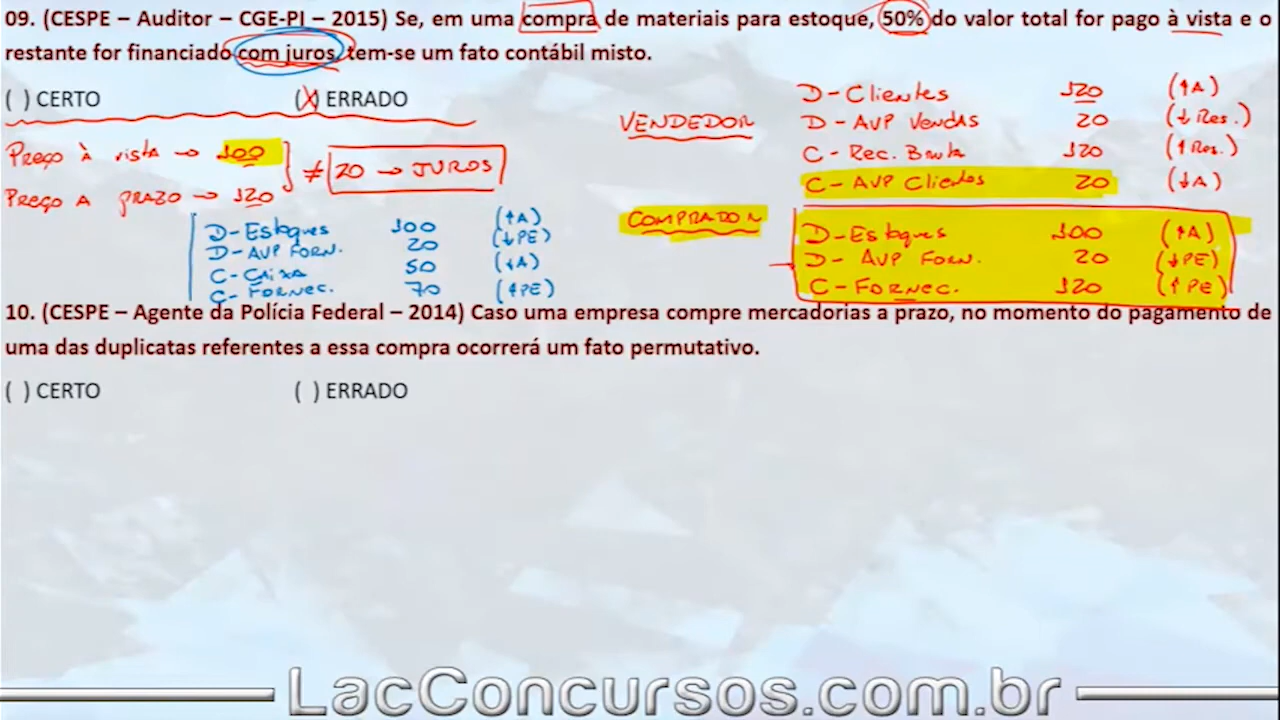 09. (CESPE – Auditor – CGE-PI – 2015) Se, em uma compra de materiais para estoque, 50% do valor total for pago à vista e o
restante for financiado com juros, tem-se um fato contábil misto.
( ) CERTO (X) ERRADO
Preço à vista → 100
Preço a prazo → 120
≠ 20 → JUROS
D - Estoques 100 (↑A)
D - AVP Forn. 20 (↓PE)
C - Caixa 50 (↓A)
C - Fornec. 70 (↑PE)
VENDEDOR
D - Clientes 120 (↑A)
D - AVP Vendas 20 (↓Res.)
C - Rec. Bruta 120 (↑Res.)
C - AVP Clientes 20 (↓A)
COMPRADOR
D - Estoques 100 (↑A)
D - AVP Forn. 20 (↓PE)
C - Fornec. 120 (↑PE)
10. (CESPE – Agente da Polícia Federal – 2014) Caso uma empresa compre mercadorias a prazo, no momento do pagamento de
uma das duplicatas referentes a essa compra ocorrerá um fato permutativo.
( ) CERTO ( ) ERRADO
LacConcursos.com.br